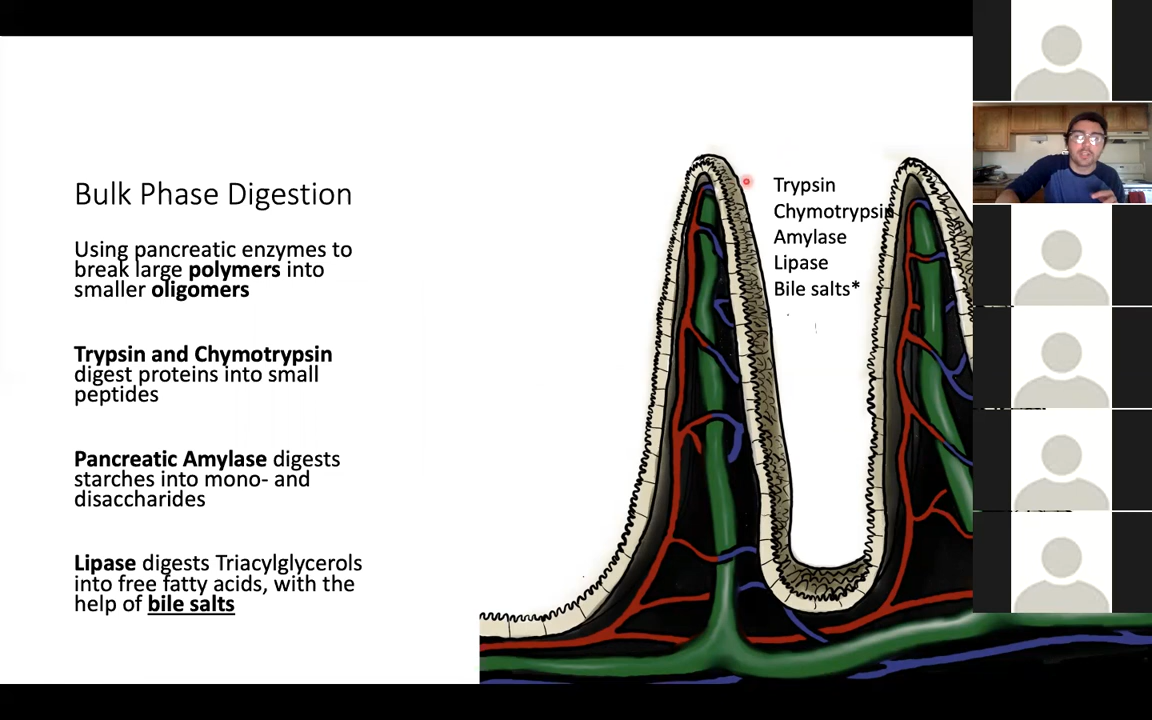 Bulk Phase Digestion
Using pancreatic enzymes to
break large polymers into
smaller oligomers
Trypsin and Chymotrypsin
digest proteins into small
peptides
Pancreatic Amylase digests
starches into mono- and
disaccharides
Lipase digests Triacylglycerols
into free fatty acids, with the
help of bile salts
Trypsin
Chymotrypsin
Amylase
Lipase
Bile salts*